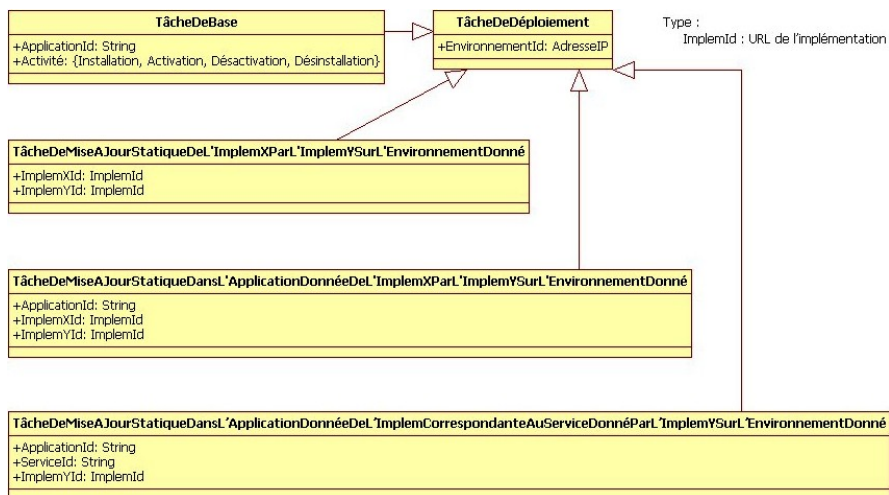 TâcheDeBase
+ApplicationId: String
+Activité: {Installation, Activation, Désactivation, Désinstallation}
TâcheDeDéploiement
+EnvironnementId: AdresseIP
Type :
ImplemId : URL de l'implémentation
TâcheDeMiseAJourStatiqueDeL'ImplemXParL'ImplemYSurL'EnvironnementDonné
+ImplemXId: ImplemId
+ImplemYId: ImplemId
TâcheDeMiseAJourStatiqueDansL'ApplicationDonnéeDeL'ImplemXParL'ImplemYSurL'EnvironnementDonné
+ApplicationId: String
+ImplemXId: ImplemId
+ImplemYId: ImplemId
TâcheDeMiseAJourStatiqueDansL'ApplicationDonnéeDeL'ImplemCorrespondanteAuServiceDonnéParL'ImplemYSurL'EnvironnementDonné
+ApplicationId: String
+ServiceId: String
+ImplemYId: ImplemId